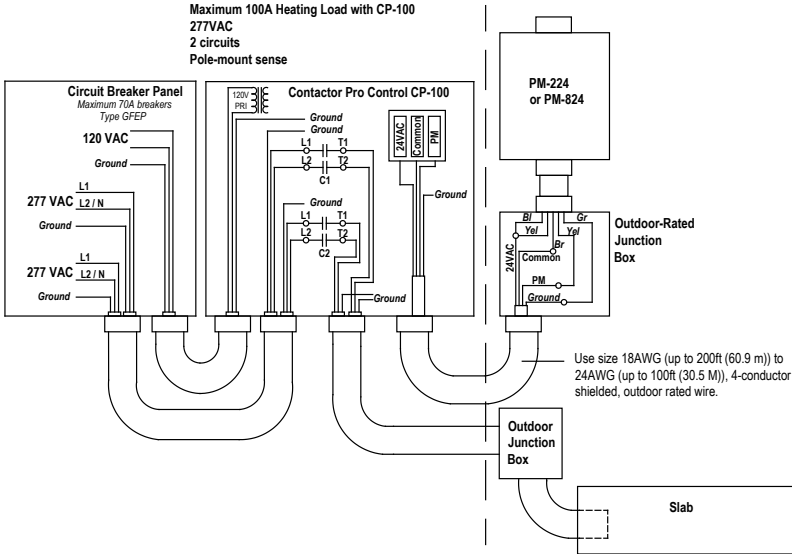 Maximum 100A Heating Load with CP-100
277VAC
2 circuits
Pole-mount sense
Circuit Breaker Panel
Maximum 70A breakers
Type GFEP
120 VAC
Ground
L1
277 VAC
L2 / N
Ground
L1
277 VAC
L2 / N
Ground
120V
PRI
Contactor Pro Control CP-100
Ground
Ground
L1
T1
L2
T2
C1
Ground
L1
T1
L2
T2
C2
Ground
24VAC
Common
PM
Ground
PM-224
or PM-824
Bl
Gr
Yel
Yel
Br
Common
24VAC
PM
Ground
Outdoor-Rated
Junction
Box
Use size 18AWG (up to 200ft (60.9 m)) to
24AWG (up to 100ft (30.5 M)), 4-conductor
shielded, outdoor rated wire.
Outdoor
Junction
Box
Slab